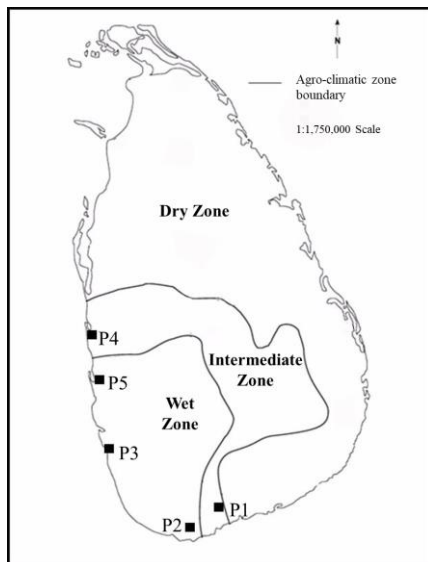 N
Agro-climatic zone
boundary
1:1,750,000 Scale
Dry Zone
P4
Intermediate
Zone
P5
Wet
Zone
P3
P1
P2